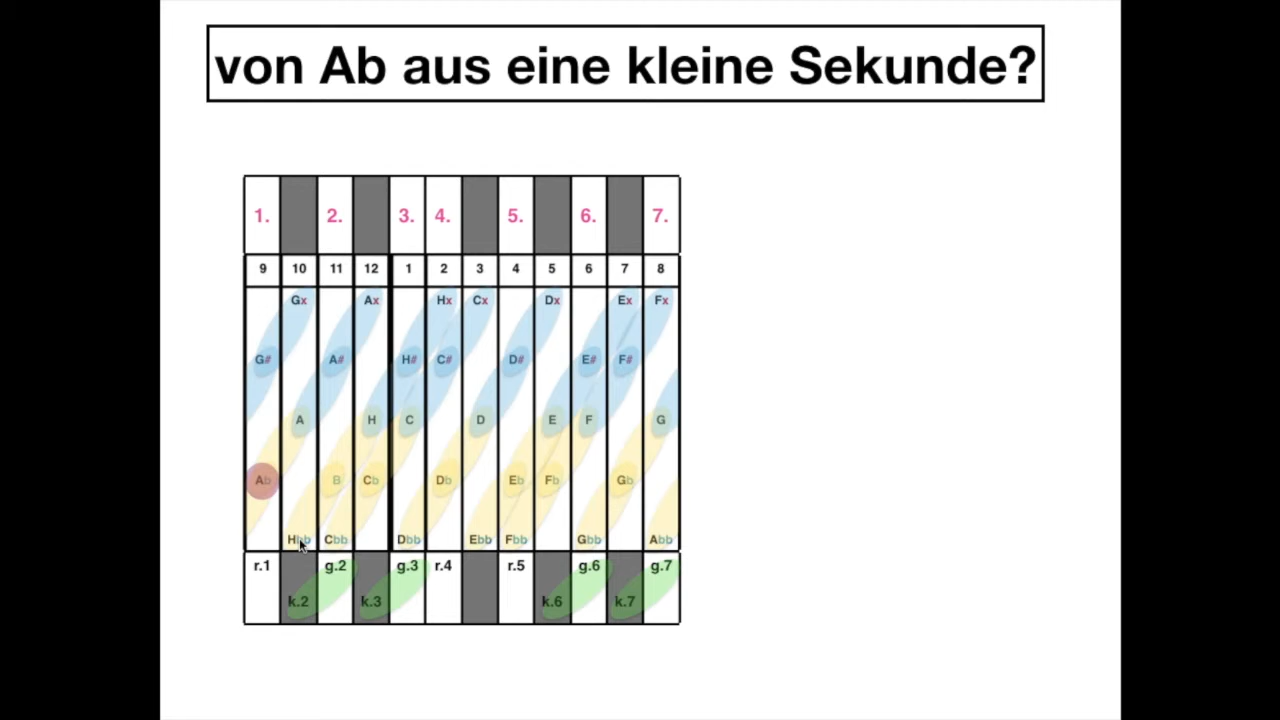 von Ab aus eine kleine Sekunde?
1. 2. 3. 4. 5. 6. 7.
9 10 11 12 1 2 3 4 5 6 7 8
Gx Ax Hx Cx Dx Ex Fx
G# A# H# C# D# E# F#
A H C D E F G
Ab B Cb Db Eb Fb Gb
Hbb Cbb Dbb Ebb Fbb Gbb Abb
r.1 g.2 g.3 r.4 r.5 g.6 g.7
k.2 k.3 k.6 k.7